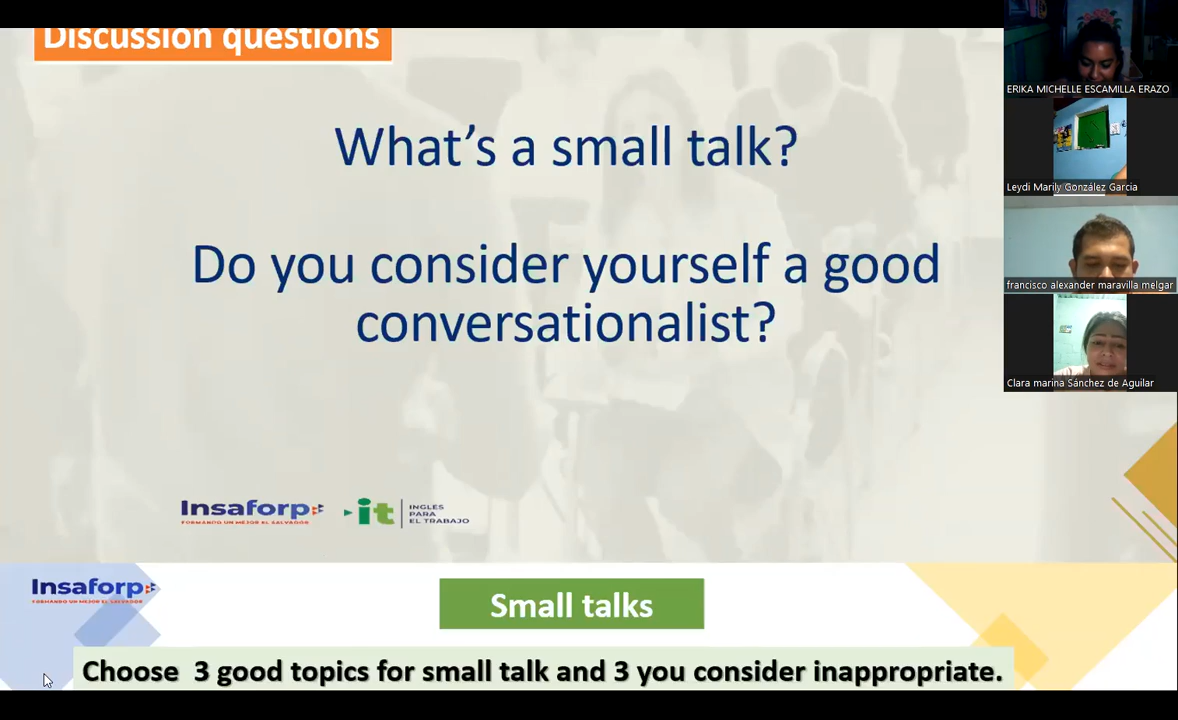 Discussion questions
What's a small talk?
Do you consider yourself a good
conversationalist?
Insaforp
FORMANDO UN MEJOR EL SALVADOR
it
INGLÉS
PARA
EL TRABAJO
Insaforp
FORMANDO UN MEJOR EL SALVADOR
Small talks
Choose 3 good topics for small talk and 3 you consider inappropriate.
ERIKA MICHELLE ESCAMILLA ERAZO
Leydi Marily González García
francisco alexander maravilla melgar
Clara marina Sánchez de Aguilar